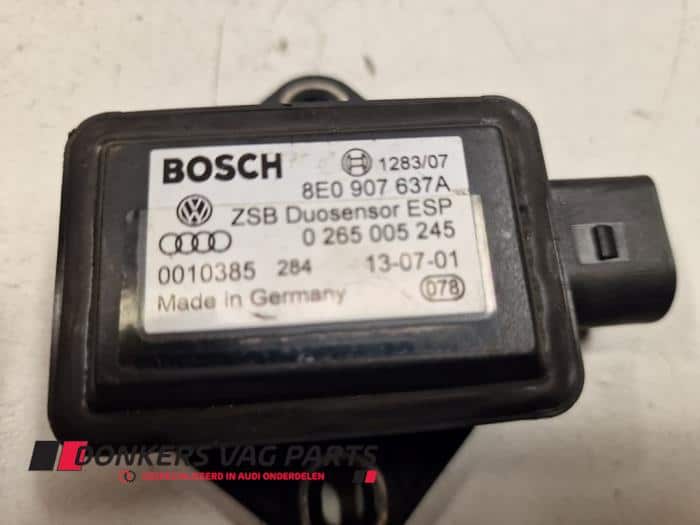 BOSCH 1283/07
8E0 907 637A
ZSB Duosensor ESP
0 265 005 245
0010385 284 13-07-01
Made in Germany 078
DONKERS VAG PARTS
GESPECIALISEERD IN AUDI ONDERDELEN